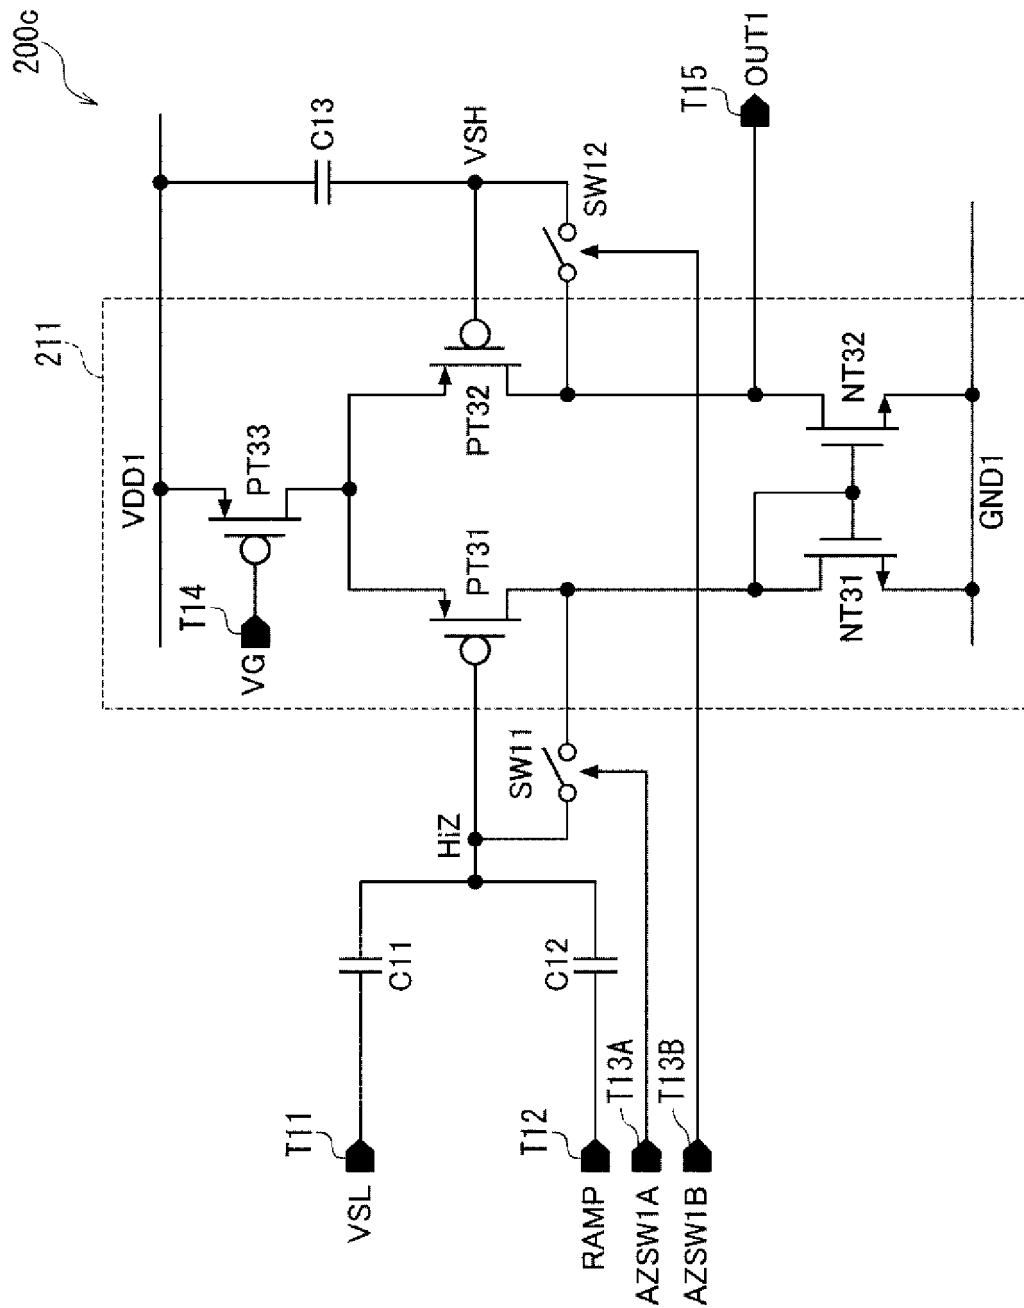 200c
VDD1
211
C13
VSH
SW12
T15
OUT1
PT33
T14
VG
PT31
PT32
NT31
NT32
GND1
SW11
HiZ
C11
C12
T11
VSL
T12
RAMP
T13A
AZSW1A
T13B
AZSW1B